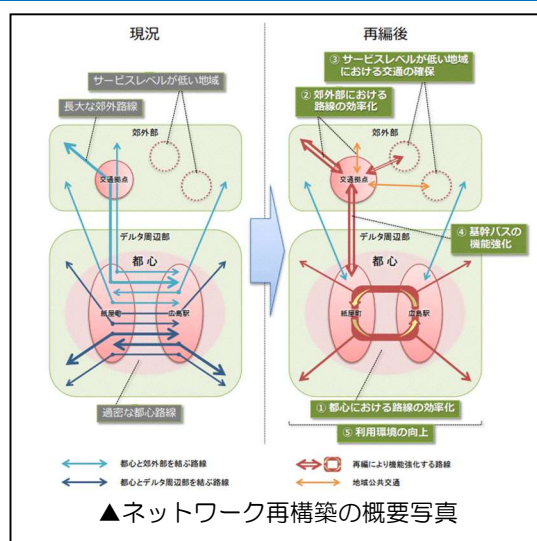 現況
再編後
サービスレベルが低い地域
長大な郊外路線
郊外部
交通拠点
デルタ周辺部
都心
紙屋町
広島駅
過密な都心路線
③ サービスレベルが低い地域
における交通の確保
② 郊外部における
路線の効率化
郊外部
交通拠点
④ 基幹バスの
機能強化
デルタ周辺部
都心
紙屋町
広島駅
① 都心における路線の効率化
⑤ 利用環境の向上
都心と郊外部を結ぶ路線
都心とデルタ周辺部を結ぶ路線
再編により機能強化する路線
地域公共交通
▲ネットワーク再構築の概要写真